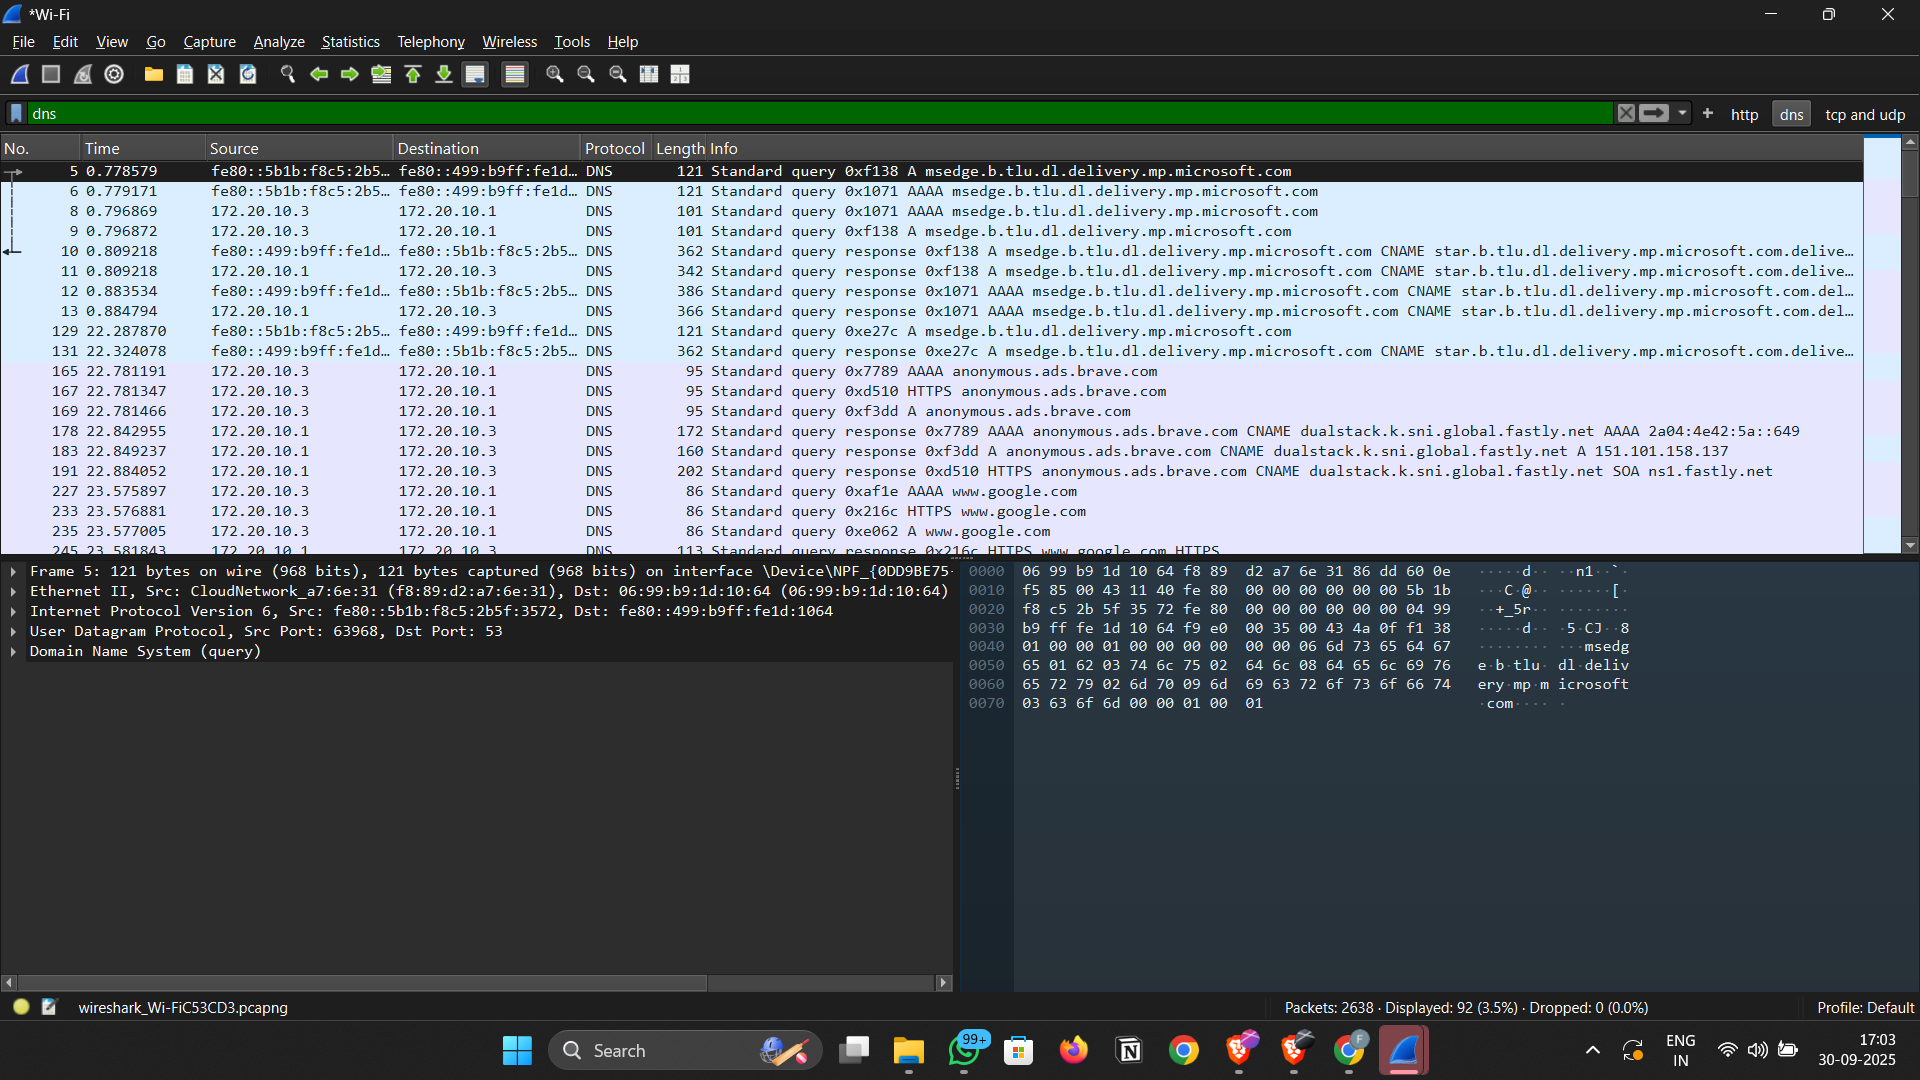 *Wi-Fi
File Edit View Go Capture Analyze Statistics Telephony Wireless Tools Help
dns
+ http dns tcp and udp
No. Time Source Destination Protocol Length Info
5 0.778579 fe80::5b1b:f8c5:2b5… fe80::499:b9ff:fe1d… DNS 121 Standard query 0xf138 A msedge.b.tlu.dl.delivery.mp.microsoft.com
6 0.779171 fe80::5b1b:f8c5:2b5… fe80::499:b9ff:fe1d… DNS 121 Standard query 0x1071 AAAA msedge.b.tlu.dl.delivery.mp.microsoft.com
8 0.796869 172.20.10.3 172.20.10.1 DNS 101 Standard query 0x1071 AAAA msedge.b.tlu.dl.delivery.mp.microsoft.com
9 0.796872 172.20.10.3 172.20.10.1 DNS 101 Standard query 0xf138 A msedge.b.tlu.dl.delivery.mp.microsoft.com
10 0.809218 fe80::499:b9ff:fe1d… fe80::5b1b:f8c5:2b5… DNS 362 Standard query response 0xf138 A msedge.b.tlu.dl.delivery.mp.microsoft.com CNAME star.b.tlu.dl.delivery.mp.microsoft.com.delive…
11 0.809218 172.20.10.1 172.20.10.3 DNS 342 Standard query response 0xf138 A msedge.b.tlu.dl.delivery.mp.microsoft.com CNAME star.b.tlu.dl.delivery.mp.microsoft.com.delive…
12 0.883534 fe80::499:b9ff:fe1d… fe80::5b1b:f8c5:2b5… DNS 386 Standard query response 0x1071 AAAA msedge.b.tlu.dl.delivery.mp.microsoft.com CNAME star.b.tlu.dl.delivery.mp.microsoft.com.del…
13 0.884794 172.20.10.1 172.20.10.3 DNS 366 Standard query response 0x1071 AAAA msedge.b.tlu.dl.delivery.mp.microsoft.com CNAME star.b.tlu.dl.delivery.mp.microsoft.com.del…
129 22.287870 fe80::5b1b:f8c5:2b5… fe80::499:b9ff:fe1d… DNS 121 Standard query 0xe27c A msedge.b.tlu.dl.delivery.mp.microsoft.com
131 22.324078 fe80::499:b9ff:fe1d… fe80::5b1b:f8c5:2b5… DNS 362 Standard query response 0xe27c A msedge.b.tlu.dl.delivery.mp.microsoft.com CNAME star.b.tlu.dl.delivery.mp.microsoft.com.delive…
165 22.781191 172.20.10.3 172.20.10.1 DNS 95 Standard query 0x7789 AAAA anonymous.ads.brave.com
167 22.781347 172.20.10.3 172.20.10.1 DNS 95 Standard query 0xd510 HTTPS anonymous.ads.brave.com
169 22.781466 172.20.10.3 172.20.10.1 DNS 95 Standard query 0xf3dd A anonymous.ads.brave.com
178 22.842955 172.20.10.1 172.20.10.3 DNS 172 Standard query response 0x7789 AAAA anonymous.ads.brave.com CNAME dualstack.k.sni.global.fastly.net AAAA 2a04:4e42:5a::649
183 22.849237 172.20.10.1 172.20.10.3 DNS 160 Standard query response 0xf3dd A anonymous.ads.brave.com CNAME dualstack.k.sni.global.fastly.net A 151.101.158.137
191 22.884052 172.20.10.1 172.20.10.3 DNS 202 Standard query response 0xd510 HTTPS anonymous.ads.brave.com CNAME dualstack.k.sni.global.fastly.net SOA ns1.fastly.net
227 23.575897 172.20.10.3 172.20.10.1 DNS 86 Standard query 0xaf1e AAAA www.google.com
233 23.576881 172.20.10.3 172.20.10.1 DNS 86 Standard query 0x216c HTTPS www.google.com
235 23.577005 172.20.10.3 172.20.10.1 DNS 86 Standard query 0xe062 A www.google.com
245 23.581843 172.20.10.1 172.20.10.3 DNS 113 Standard query response 0x216c HTTPS www.google.com HTTPS
Frame 5: 121 bytes on wire (968 bits), 121 bytes captured (968 bits) on interface \Device\NPF_{0DD9BE75-
Ethernet II, Src: CloudNetwork_a7:6e:31 (f8:89:d2:a7:6e:31), Dst: 06:99:b9:1d:10:64 (06:99:b9:1d:10:64)
Internet Protocol Version 6, Src: fe80::5b1b:f8c5:2b5f:3572, Dst: fe80::499:b9ff:fe1d:1064
User Datagram Protocol, Src Port: 63968, Dst Port: 53
Domain Name System (query)
0000 06 99 b9 1d 10 64 f8 89 d2 a7 6e 31 86 dd 60 0e ·····d·· ··n1··`·
0010 f5 85 00 43 11 40 fe 80 00 00 00 00 00 00 5b 1b ···C·@·· ······[·
0020 f8 c5 2b 5f 35 72 fe 80 00 00 00 00 00 00 04 99 ··+_5r·· ········
0030 b9 ff fe 1d 10 64 f9 e0 00 35 00 43 4a 0f f1 38 ·····d·· ·5·CJ··8
0040 01 00 00 01 00 00 00 00 00 00 06 6d 73 65 64 67 ········ ···msedg
0050 65 01 62 03 74 6c 75 02 64 6c 08 64 65 6c 69 76 e·b·tlu· dl·deliv
0060 65 72 79 02 6d 70 09 6d 69 63 72 6f 73 6f 66 74 ery·mp·m icrosoft
0070 03 63 6f 6d 00 00 01 00 01 ·com···· ·
wireshark_Wi-FiC53CD3.pcapng Packets: 2638 · Displayed: 92 (3.5%) · Dropped: 0 (0.0%) Profile: Default
Search 99+ F ENG IN 17:03
30-09-2025